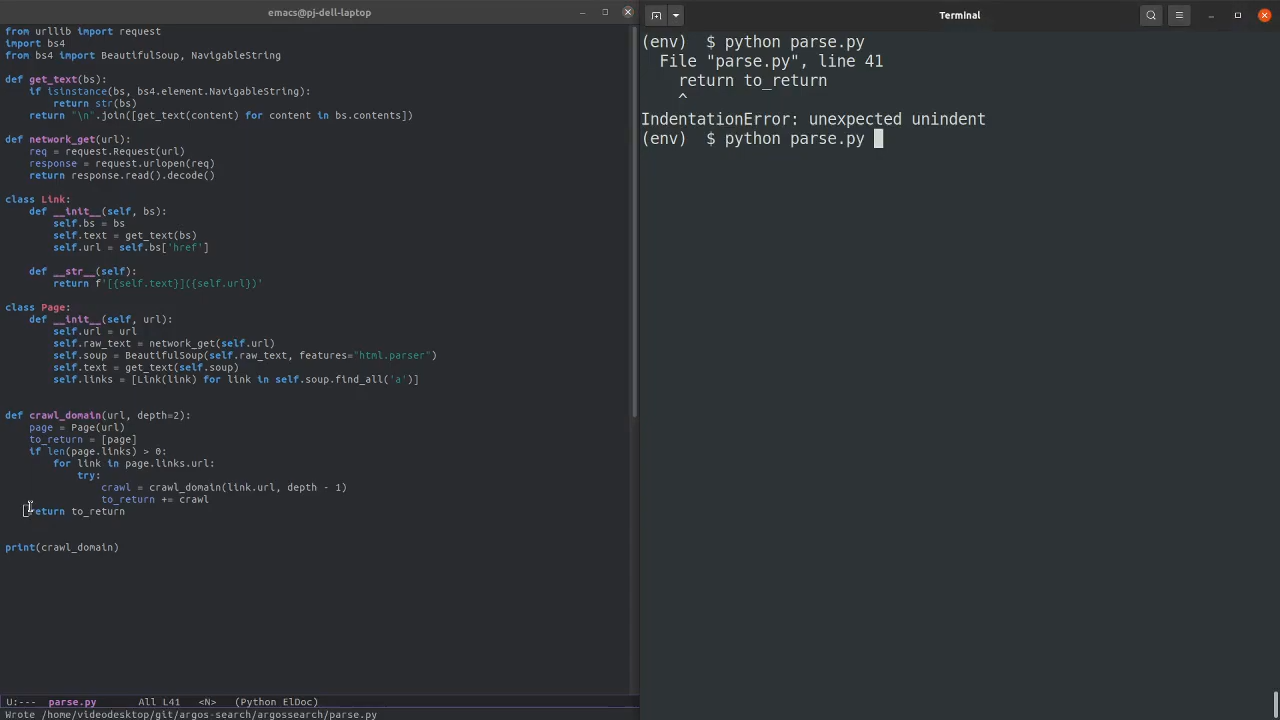 emacs@pj-dell-laptop
from urllib import request
import bs4
from bs4 import BeautifulSoup, NavigableString
def get_text(bs):
    if isinstance(bs, bs4.element.NavigableString):
        return str(bs)
    return "\n".join([get_text(content) for content in bs.contents])
def network_get(url):
    req = request.Request(url)
    response = request.urlopen(req)
    return response.read().decode()
class Link:
    def __init__(self, bs):
        self.bs = bs
        self.text = get_text(bs)
        self.url = self.bs['href']
    def __str__(self):
        return f'[{self.text}]({self.url})'
class Page:
    def __init__(self, url):
        self.url = url
        self.raw_text = network_get(self.url)
        self.soup = BeautifulSoup(self.raw_text, features="html.parser")
        self.text = get_text(self.soup)
        self.links = [Link(link) for link in self.soup.find_all('a')]
def crawl_domain(url, depth=2):
    page = Page(url)
    to_return = [page]
    if len(page.links) > 0:
        for link in page.links.url:
            try:
                crawl = crawl_domain(link.url, depth - 1)
                to_return += crawl
    return to_return
print(crawl_domain)
U:---  parse.py       All L41   <N>   (Python ElDoc)
Wrote /home/videodesktop/git/argos-search/argossearch/parse.py
Terminal
(env)  $ python parse.py
  File "parse.py", line 41
    return to_return
    ^
IndentationError: unexpected unindent
(env)  $ python parse.py